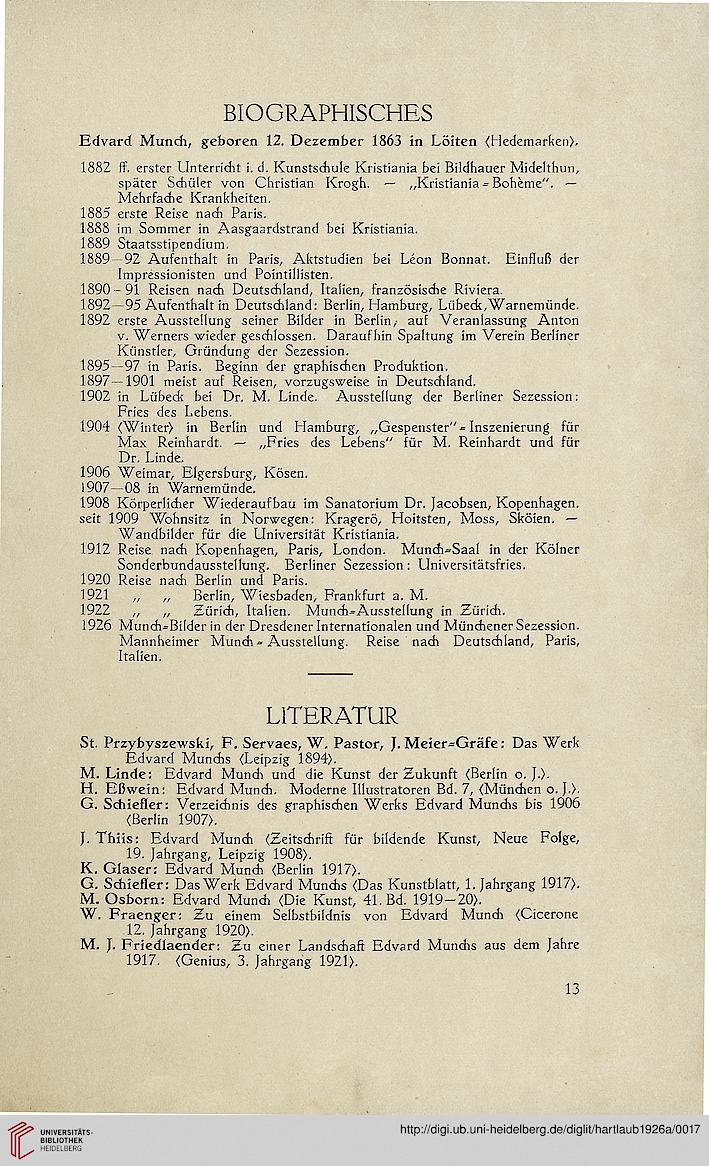 BIOGRAPHISCHES
Edvard Munch, geboren 12. Dezember 1863 in Löiten (Hedemarken).
1882 ff. erster Unterricht i. d. Kunstschule Kristiania bei Bildhauer Midelthun,
später Schüler von Christian Krogh. — „Kristiania=Bohème“. —
Mehrfache Krankheiten.
1885 erste Reise nach Paris.
1888 im Sommer in Aasgaardstrand bei Kristiania.
1889 Staatsstipendium.
1889—92 Aufenthalt in Paris, Aktstudien bei Léon Bonnat. Einfluß der
Impressionisten und Pointillisten.
1890-91 Reisen nach Deutschland, Italien, französische Riviera.
1892—95 Aufenthalt in Deutschland: Berlin, Hamburg, Lübeck, Warnemünde.
1892 erste Ausstellung seiner Bilder in Berlin; auf Veranlassung Anton
v. Werners wieder geschlossen. Daraufhin Spaltung im Verein Berliner
Künstler, Gründung der Sezession.
1895—97 in Paris. Beginn der graphischen Produktion.
1897—1901 meist auf Reisen, vorzugsweise in Deutschland.
1902 in Lübeck bei Dr. M. Linde. Ausstellung der Berliner Sezession:
Fries des Lebens.
1904 (Winter) in Berlin und Hamburg, „Gespenster“=Inszenierung für
Max Reinhardt. — „Fries des Lebens“ für M. Reinhardt und für
Dr. Linde.
1906 Weimar, Elgersburg, Kösen.
1907—08 in Warnemünde.
1908 Körperlicher Wiederaufbau im Sanatorium Dr. Jacobsen, Kopenhagen.
seit 1909 Wohnsitz in Norwegen: Kragerö, Hoitsten, Moss, Sköien. —
Wandbilder für die Universität Kristiania.
1912 Reise nach Kopenhagen, Paris, London. Munch=Saal in der Kölner
Sonderbundausstellung. Berliner Sezession: Universitätsfries.
1920 Reise nach Berlin und Paris.
1921 „ „ Berlin, Wiesbaden, Frankfurt a. M.
1922 „ „ Zürich, Italien. Munch=Ausstellung in Zürich.
1926 Munch=Bilder in der Dresdener Internationalen und Münchener Sezession.
Mannheimer Munch=Ausstellung. Reise nach Deutschland, Paris,
Italien.
LITERATUR
St. Przybyszewski, F. Servaes, W. Pastor, J. Meier=Gräfe: Das Werk
Edvard Munchs (Leipzig 1894).
M. Linde: Edvard Munch und die Kunst der Zukunft (Berlin o. J.).
H. Eßwein: Edvard Munch. Moderne Illustratoren Bd. 7, (München o. J.).
G. Schiefler: Verzeichnis des graphischen Werks Edvard Munchs bis 1906
(Berlin 1907).
J. Thiis: Edvard Munch (Zeitschrift für bildende Kunst, Neue Folge,
19. Jahrgang, Leipzig 1908).
K. Glaser: Edvard Munch (Berlin 1917).
G. Schiefler: Das Werk Edvard Munchs (Das Kunstblatt, 1. Jahrgang 1917).
M. Osborn: Edvard Munch (Die Kunst, 41. Bd. 1919—20).
W. Fraenger: Zu einem Selbstbildnis von Edvard Munch (Cicerone
12. Jahrgang 1920).
M. J. Friedlaender: Zu einer Landschaft Edvard Munchs aus dem Jahre
1917. (Genius, 3. Jahrgang 1921).
13
UNIVERSITÄTS-
BIBLIOTHEK
HEIDELBERG
http://digi.ub.uni-heidelberg.de/diglit/hartlaub1926a/0017